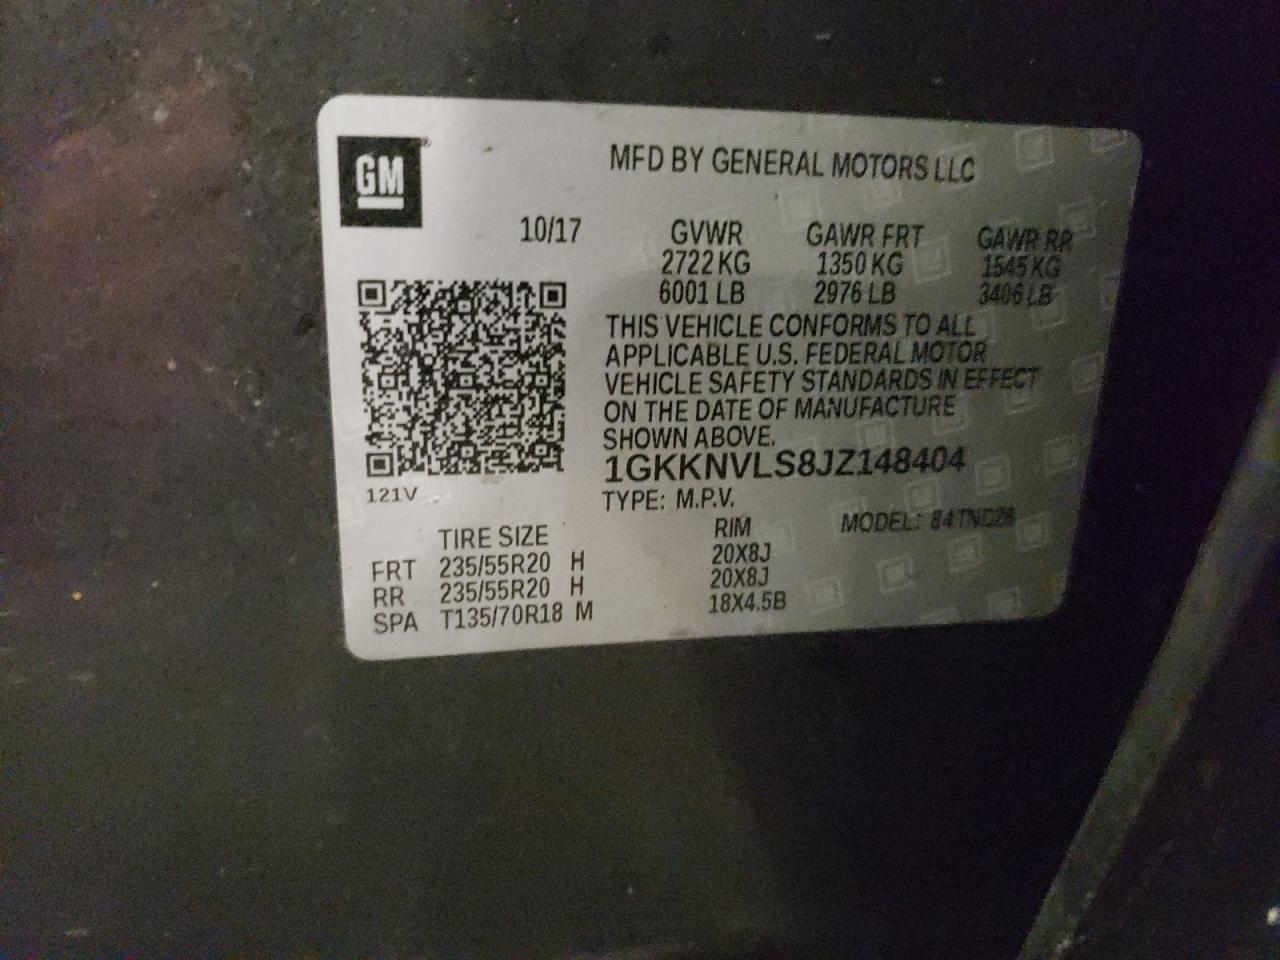 GM
MFD BY GENERAL MOTORS LLC
10/17 GVWR GAWR FRT GAWR RR
2722 KG 1350 KG 1545 KG
6001 LB 2976 LB 3406 LB
THIS VEHICLE CONFORMS TO ALL
APPLICABLE U.S. FEDERAL MOTOR
VEHICLE SAFETY STANDARDS IN EFFECT
ON THE DATE OF MANUFACTURE
SHOWN ABOVE.
1GKKNVLS8JZ148404
121V
TYPE: M.P.V.
TIRE SIZE RIM MODEL:
FRT 235/55R20 H 20X8J
RR 235/55R20 H 20X8J
SPA T135/70R18 M 18X4.5B